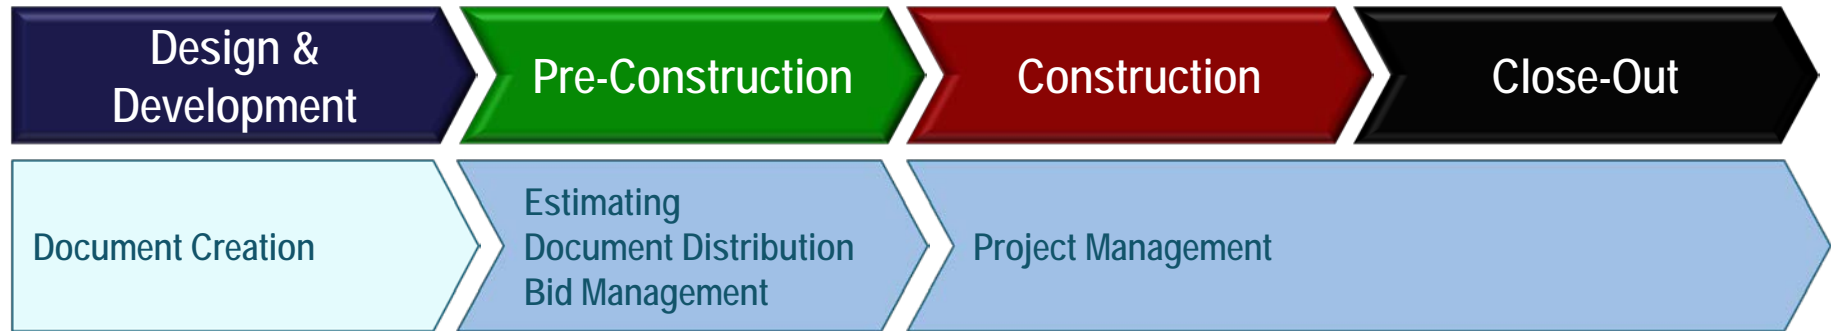 Design &
Development
Pre-Construction
Construction
Close-Out
Document Creation
Estimating
Document Distribution
Bid Management
Project Management